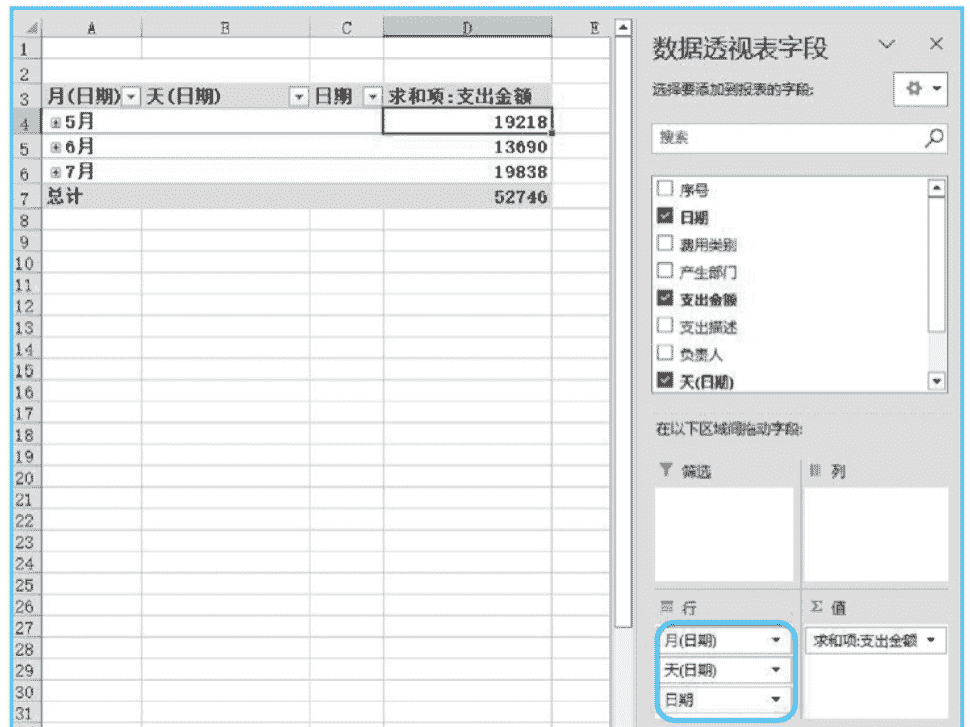 A B C D E
1
2
3 月(日期) 天(日期) 日期 求和项:支出金额
4 5月 19218
5 6月 13690
6 7月 19838
7 总计 52746
8
9
10
11
12
13
14
15
16
17
18
19
20
21
22
23
24
25
26
27
28
29
30
31
数据透视表字段
选择要添加到报表的字段:
搜索
序号
日期
费用类别
产生部门
支出金额
支出描述
负责人
天(日期)
在以下区域间拖动字段:
筛选
列
行
Σ 值
月(日期)
求和项:支出金额
天(日期)
日期